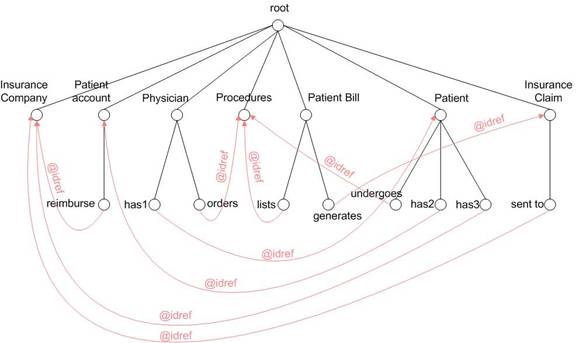 root
Insurance
Company
Patient
account
Physician
Procedures
Patient Bill
Patient
Insurance
Claim
@idref
@idref
@idref
@idref
@idref
reimburse
has1
orders
lists
generates
undergoes
has2
has3
sent to
@idref
@idref
@idref
@idref